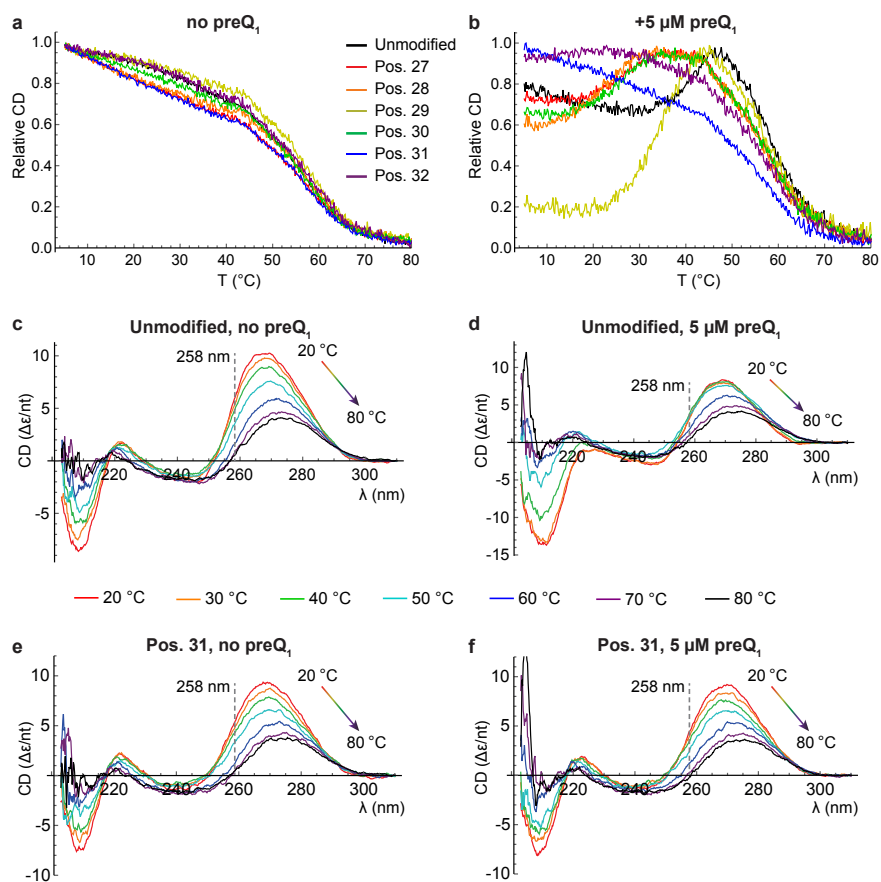 a
no preQ1
b
+5 µM preQ1
Relative CD
1.0
0.8
0.6
0.4
0.2
0.0
10 20 30 40 50 60 70 80
T (°C)
Unmodified
Pos. 27
Pos. 28
Pos. 29
Pos. 30
Pos. 31
Pos. 32
Relative CD
1.0
0.8
0.6
0.4
0.2
0.0
10 20 30 40 50 60 70 80
T (°C)
c
Unmodified, no preQ1
CD (Δε/nt)
10
5
-5
220 240 260 280 300
λ (nm)
258 nm
20 °C
80 °C
d
Unmodified, 5 µM preQ1
CD (Δε/nt)
10
5
-5
-10
-15
220 240 260 280 300
λ (nm)
258 nm
20 °C
80 °C
20 °C 30 °C 40 °C 50 °C 60 °C 70 °C 80 °C
e
Pos. 31, no preQ1
CD (Δε/nt)
10
5
0
-5
-10
220 240 260 280 300
λ (nm)
258 nm
20 °C
80 °C
f
Pos. 31, 5 µM preQ1
CD (Δε/nt)
10
5
0
-5
-10
220 240 260 280 300
λ (nm)
258 nm
20 °C
80 °C